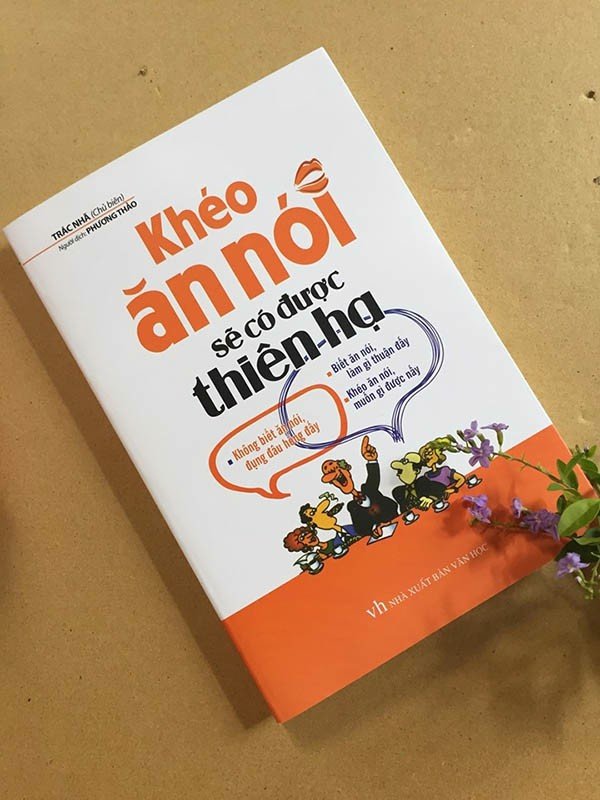 TRÁC NHÃ (Chủ biên)
Người dịch: PHƯƠNG THẢO
Khéo
ăn nói
sẽ có được
thiên hạ
• Biết ăn nói,
làm gì thuận đấy
• Khéo ăn nói,
muốn gì được nấy
• Không biết ăn nói,
đụng đâu hỏng đấy
vh NHÀ XUẤT BẢN VĂN HỌC